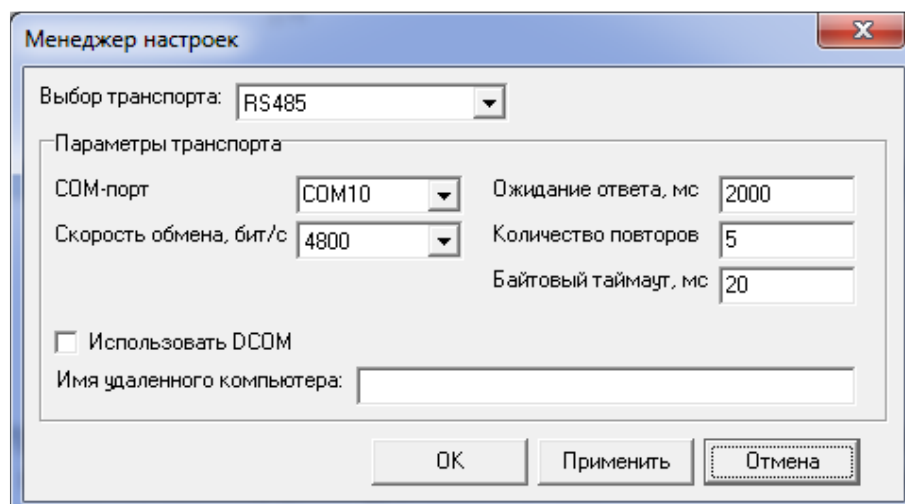 Менеджер настроек
Выбор транспорта: RS485
Параметры транспорта
COM-порт COM10 Ожидание ответа, мс 2000
Скорость обмена, бит/с 4800 Количество повторов 5
Байтовый таймаут, мс 20
Использовать DCOM
Имя удаленного компьютера:
OK Применить Отмена